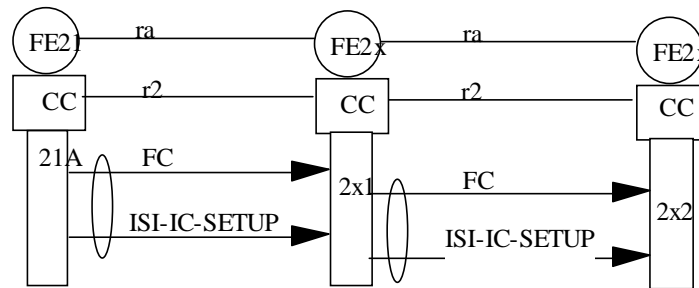 FE21 ra FE2x ra FE2
CC r2 CC r2 CC
21A FC 2x1 FC 2x2
ISI-IC-SETUP ISI-IC-SETUP